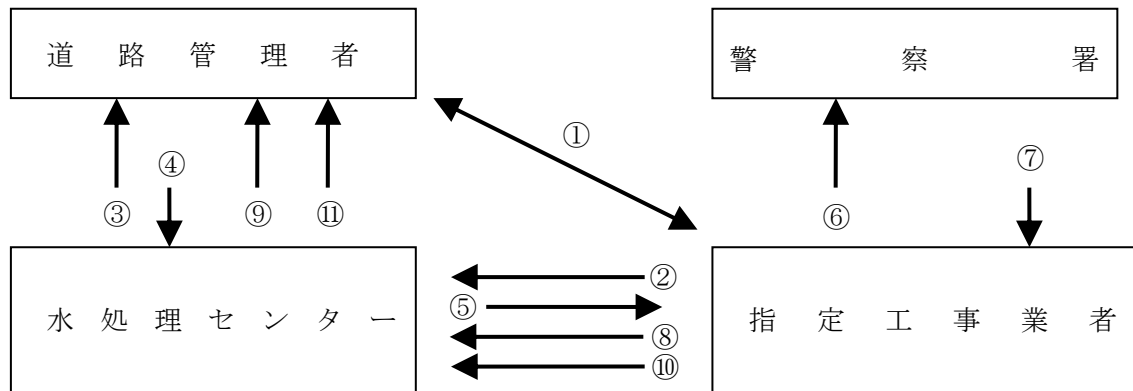 道路管理者
警察署
①
④
⑦
③
⑨
⑪
⑥
水処理センター
②
⑤
⑧
⑩
指定工事業者